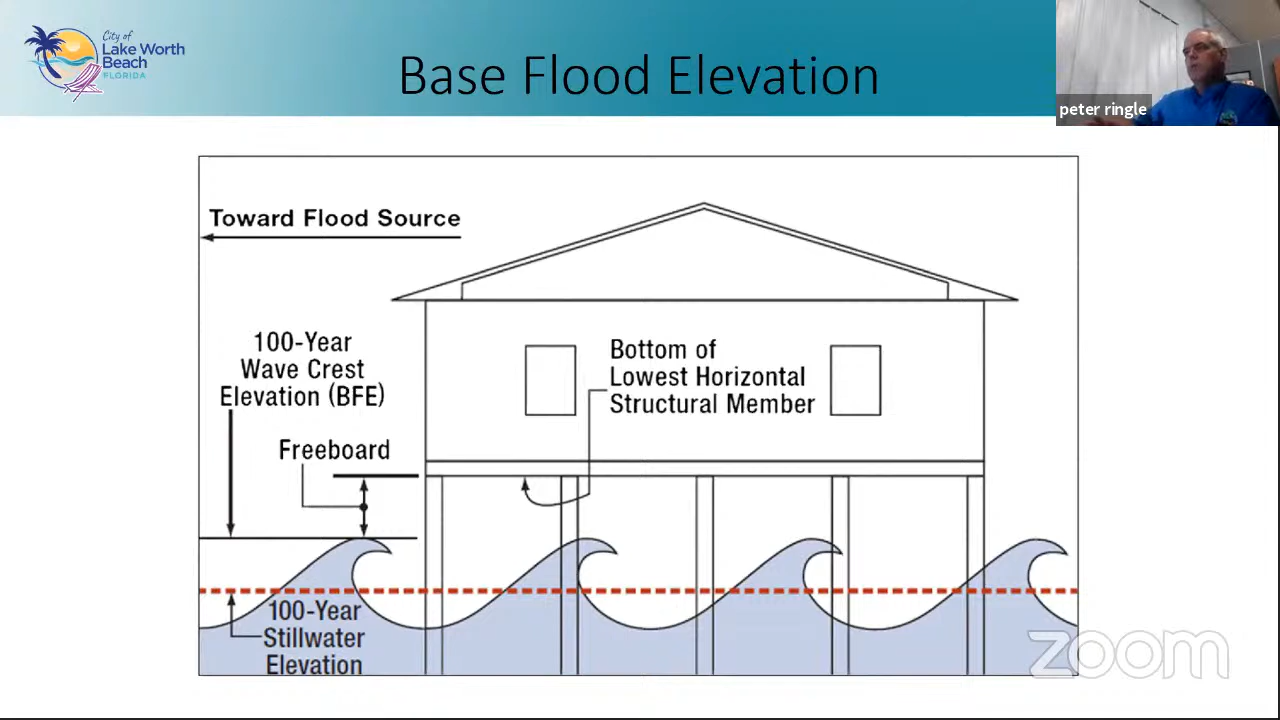 City of
Lake Worth
Beach
FLORIDA
Base Flood Elevation
peter ringle
Toward Flood Source
100-Year
Wave Crest
Elevation (BFE)
Freeboard
Bottom of
Lowest Horizontal
Structural Member
100-Year
Stillwater
Elevation
zoom